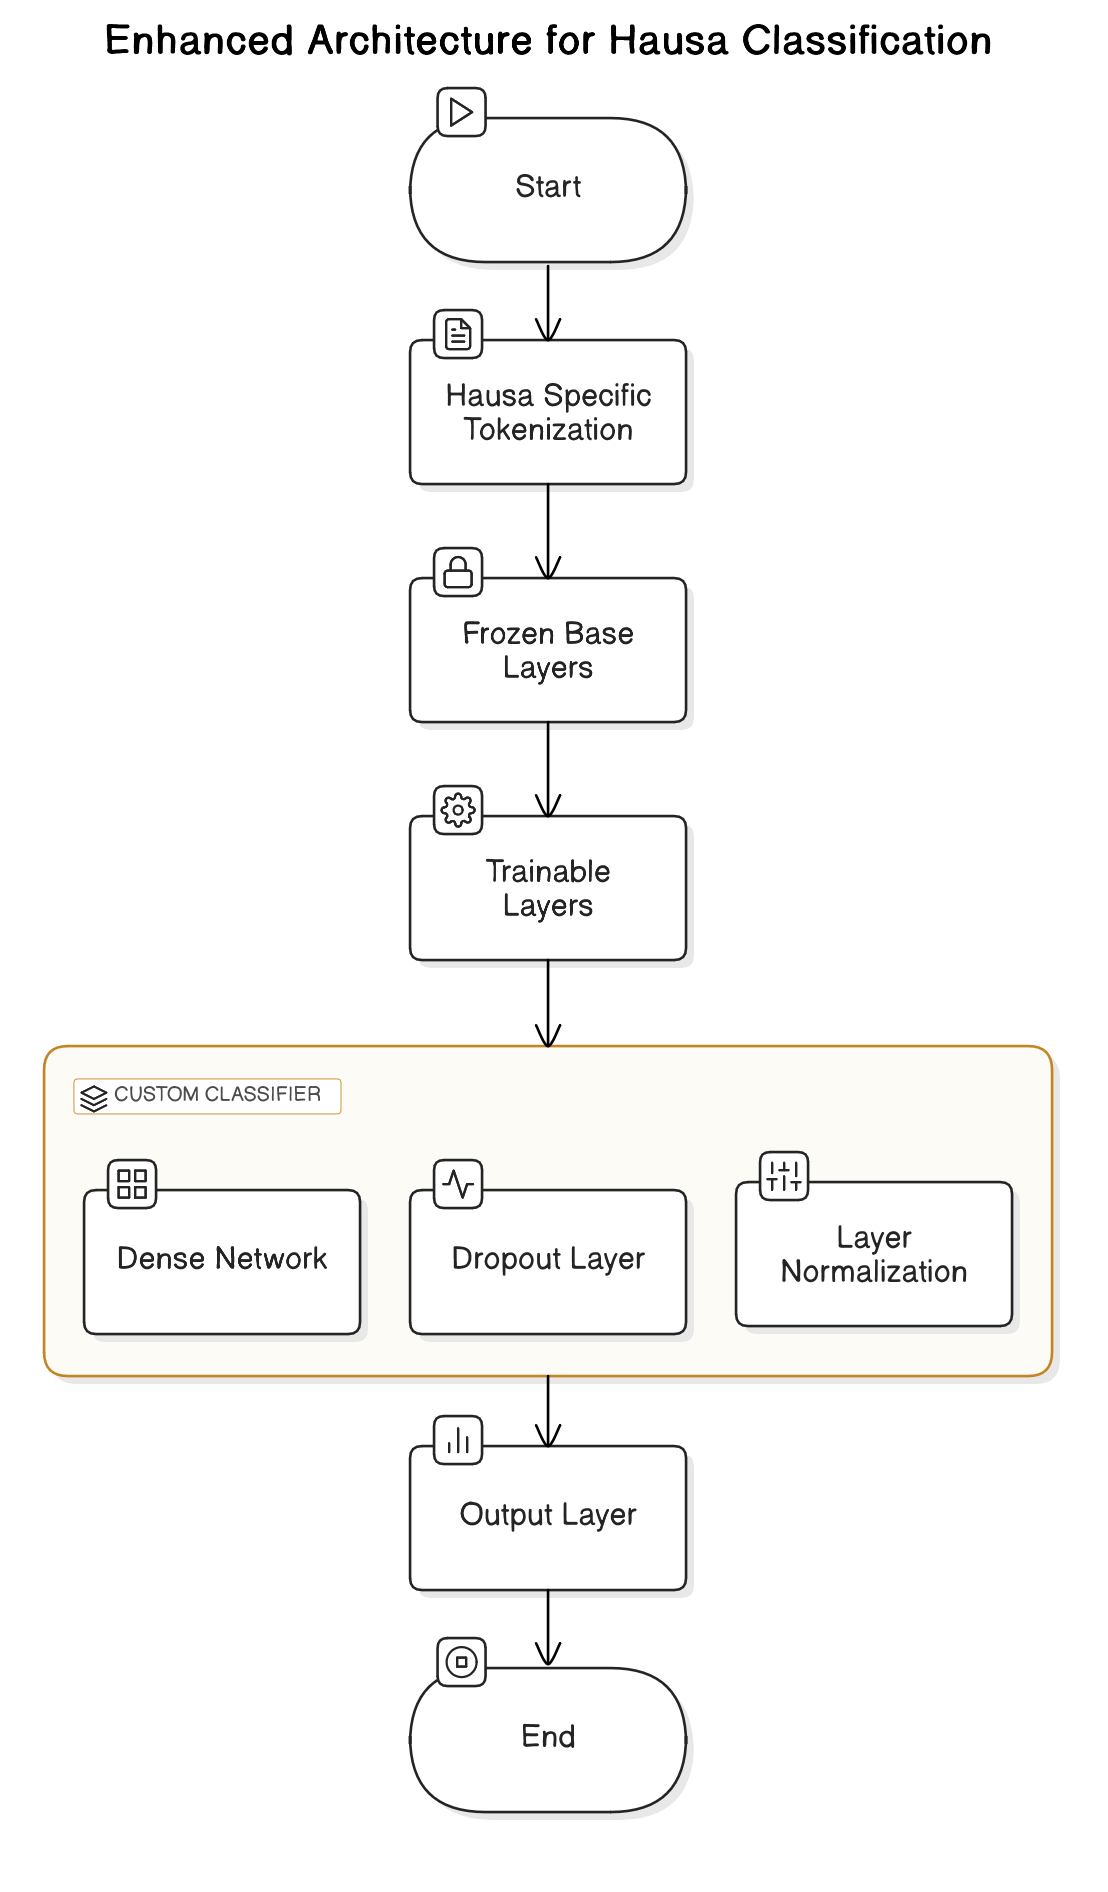 Enhanced Architecture for Hausa Classification
Start
Hausa Specific
Tokenization
Frozen Base
Layers
Trainable
Layers
CUSTOM CLASSIFIER
Dense Network
Dropout Layer
Layer
Normalization
Output Layer
End